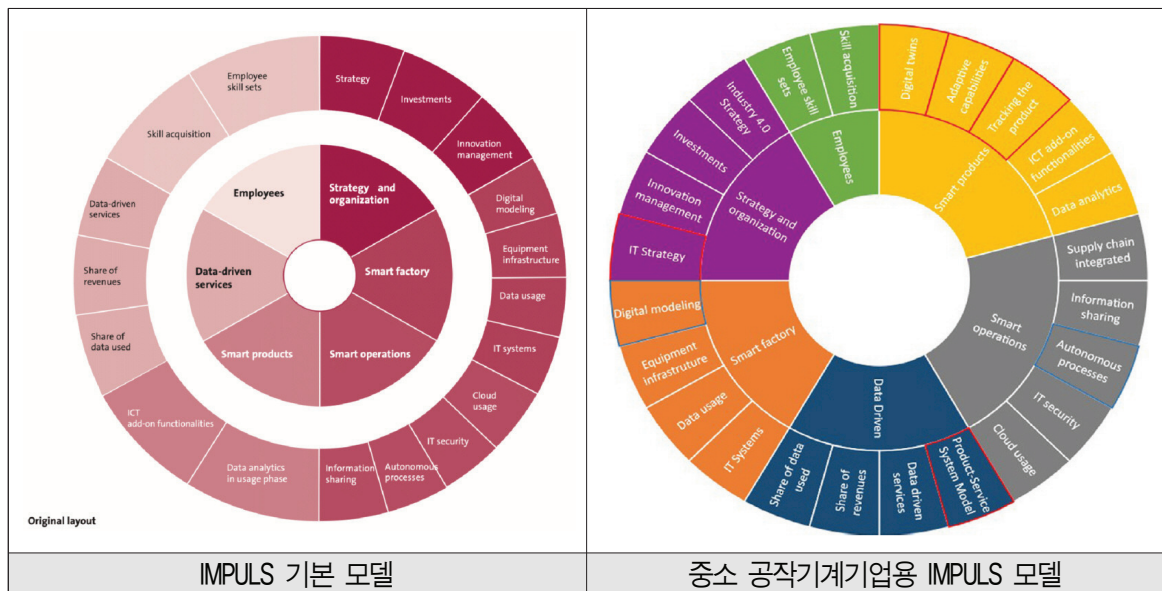 Employee
skill sets
Strategy
Investments
Innovation
management
Digital
modeling
Equipment
infrastructure
Data usage
IT systems
Cloud
usage
IT security
Autonomous
processes
Information
sharing
Data analytics
in usage phase
ICT
add-on functionalities
Share of
data used
Share of
revenues
Data-driven
services
Skill acquisition
Employees
Strategy and
organization
Smart factory
Smart operations
Smart products
Data-driven
services
Original layout
Employee skill
sets
Skill acquisition
Digital twins
Adaptive
capabilities
Tracking the
product
ICT add-on
functionalities
Data analytics
Supply chain
integrated
Information
sharing
Autonomous
processes
IT security
Cloud usage
Product-Service
System Model
Data driven
services
Share of
revenues
Share of data
used
IT Systems
Data usage
Equipment
infrastruture
Digital modeling
IT Strategy
Innovation
management
Investments
Industry 4.0
Strategy
Employees
Smart products
Smart
operations
Data Driven
Smart factory
Strategy and
organization
IMPULS 기본 모델
중소 공작기계기업용 IMPULS 모델